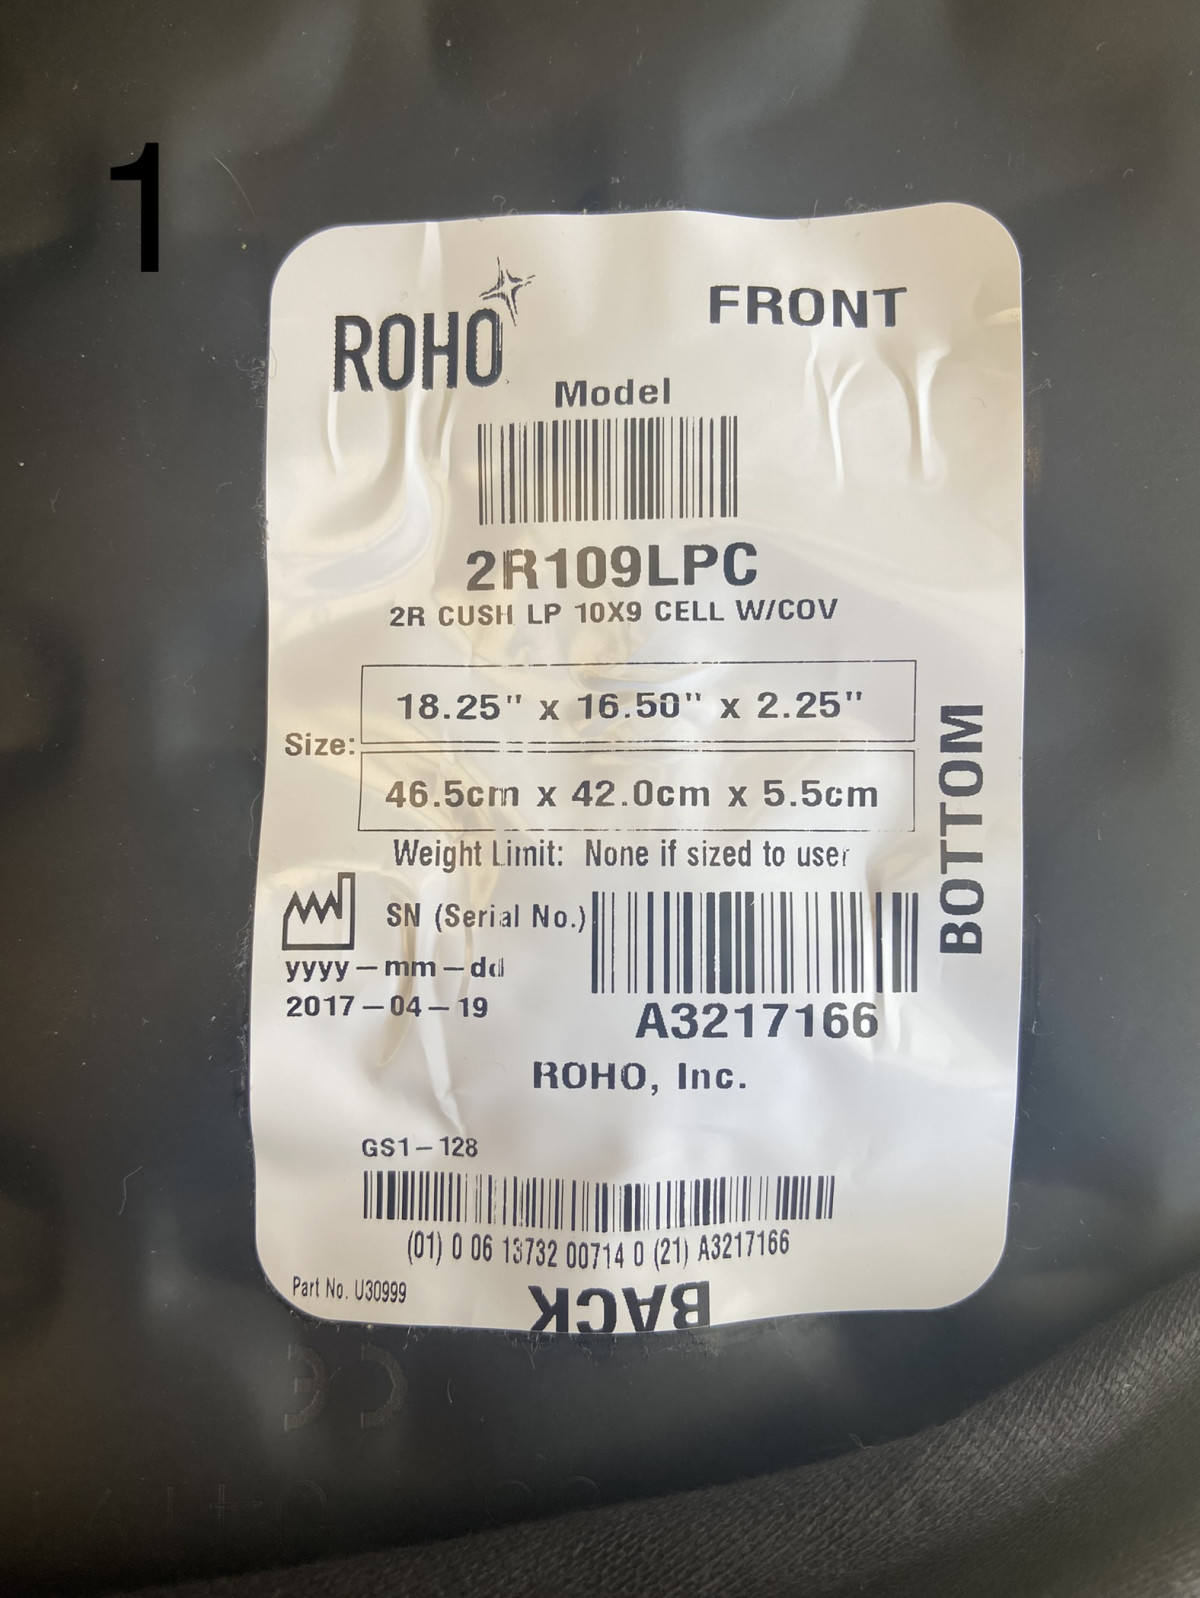 1
ROHO
FRONT
Model
2R109LPC
2R CUSH LP 10X9 CELL W/COV
Size:
18.25" x 16.50" x 2.25"
46.5cm x 42.0cm x 5.5cm
Weight Limit: None if sized to user
BOTTOM
SN (Serial No.)
yyyy-mm-dd
2017-04-19
A3217166
ROHO, Inc.
GS1-128
(01) 0 06 13732 00714 0 (21) A3217166
Part No. U30999
BACK
CE